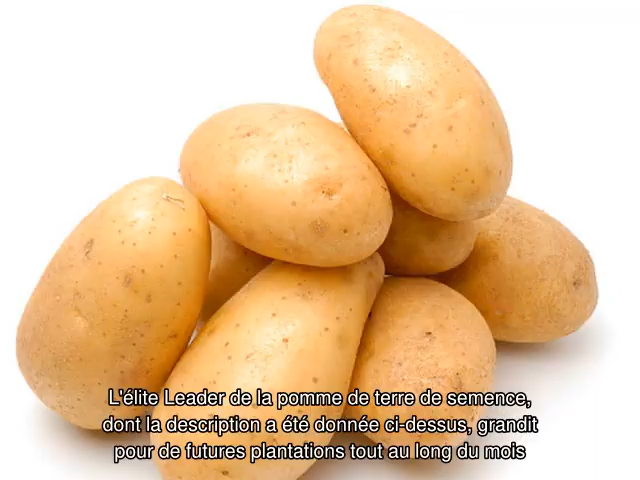 L'élite Leader de la pomme de terre de semence,
dont la description a été donnée ci-dessus, grandit
pour de futures plantations tout au long du mois